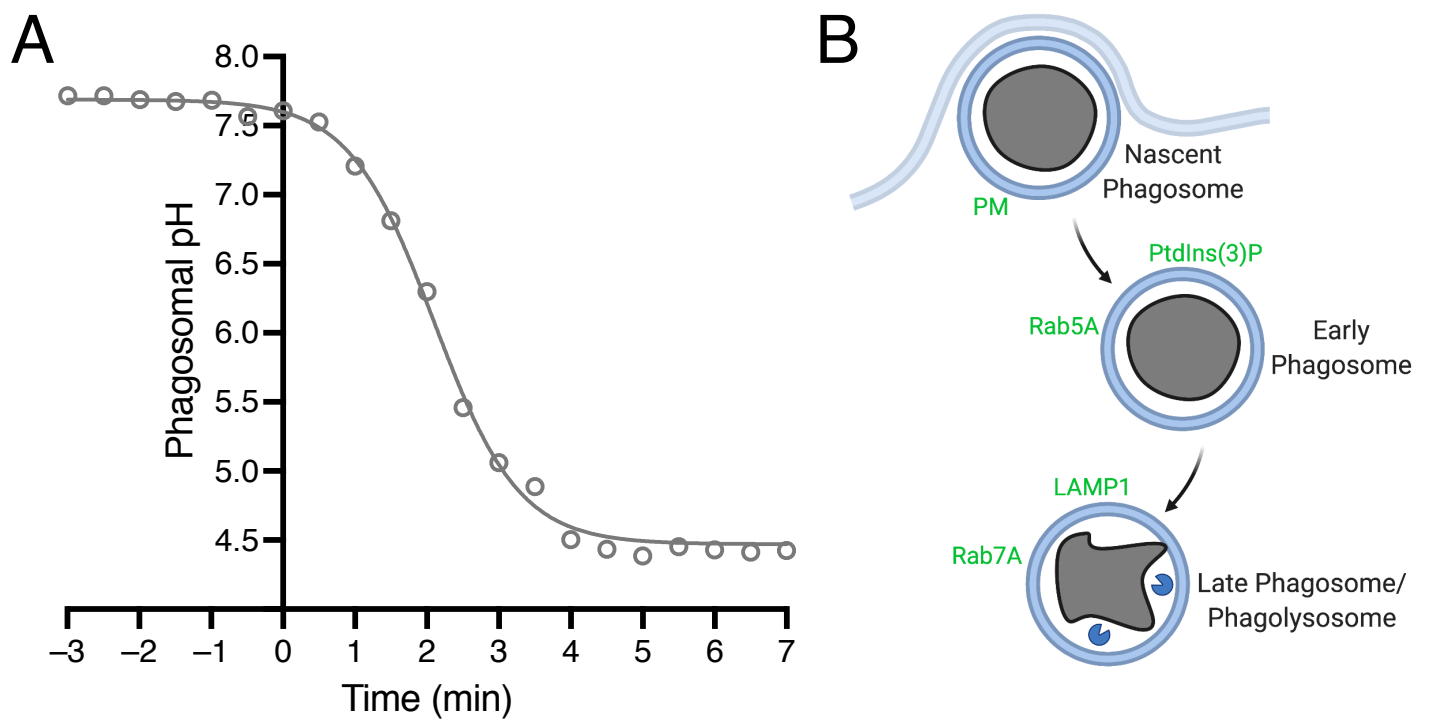 A
8.0
7.5
7.0
6.5
6.0
5.5
5.0
4.5
Phagosomal pH
−3 −2 −1 0 1 2 3 4 5 6 7
Time (min)
B
Nascent
Phagosome
PM
PtdIns(3)P
Rab5A
Early
Phagosome
LAMP1
Rab7A
Late Phagosome/
Phagolysosome